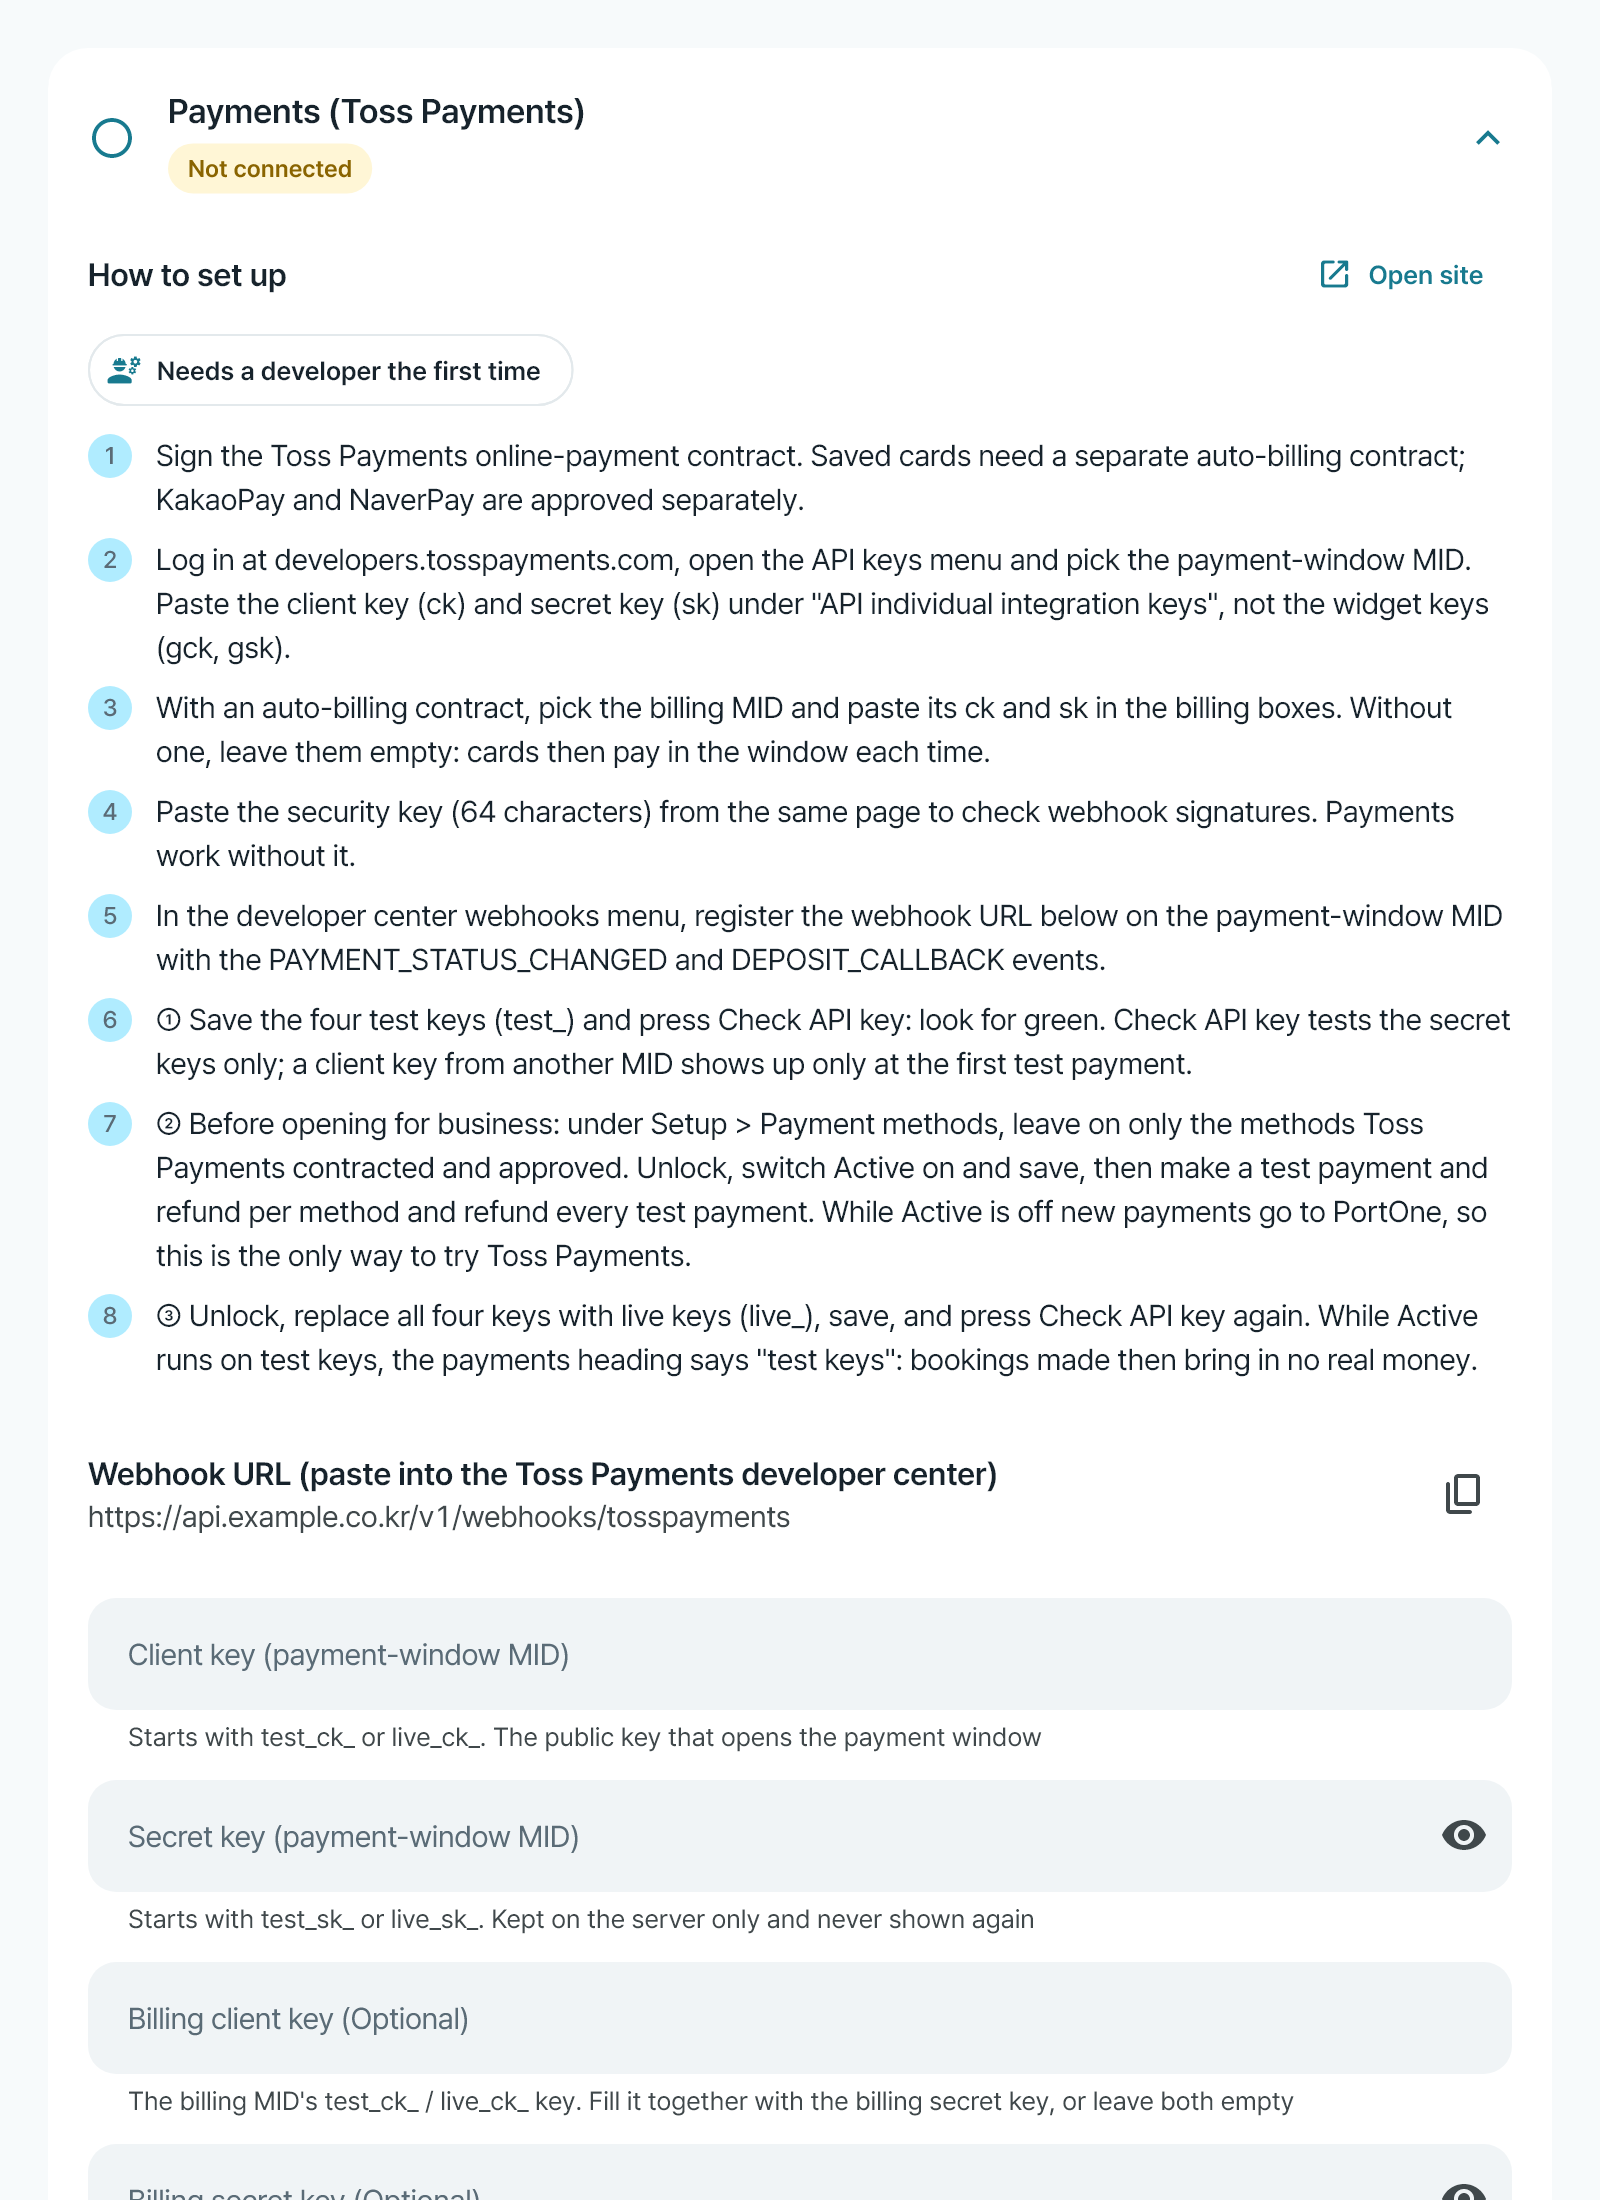 Payments (Toss Payments)
Not connected
How to set up
Open site
Needs a developer the first time
1 Sign the Toss Payments online-payment contract. Saved cards need a separate auto-billing contract;
KakaoPay and NaverPay are approved separately.
2 Log in at developers.tosspayments.com, open the API keys menu and pick the payment-window MID.
Paste the client key (ck) and secret key (sk) under "API individual integration keys", not the widget keys
(gck, gsk).
3 With an auto-billing contract, pick the billing MID and paste its ck and sk in the billing boxes. Without
one, leave them empty: cards then pay in the window each time.
4 Paste the security key (64 characters) from the same page to check webhook signatures. Payments
work without it.
5 In the developer center webhooks menu, register the webhook URL below on the payment-window MID
with the PAYMENT_STATUS_CHANGED and DEPOSIT_CALLBACK events.
6 ① Save the four test keys (test_) and press Check API key: look for green. Check API key tests the secret
keys only; a client key from another MID shows up only at the first test payment.
7 ② Before opening for business: under Setup > Payment methods, leave on only the methods Toss
Payments contracted and approved. Unlock, switch Active on and save, then make a test payment and
refund per method and refund every test payment. While Active is off new payments go to PortOne, so
this is the only way to try Toss Payments.
8 ③ Unlock, replace all four keys with live keys (live_), save, and press Check API key again. While Active
runs on test keys, the payments heading says "test keys": bookings made then bring in no real money.
Webhook URL (paste into the Toss Payments developer center)
https://api.example.co.kr/v1/webhooks/tosspayments
Client key (payment-window MID)
Starts with test_ck_ or live_ck_. The public key that opens the payment window
Secret key (payment-window MID)
Starts with test_sk_ or live_sk_. Kept on the server only and never shown again
Billing client key (Optional)
The billing MID's test_ck_ / live_ck_ key. Fill it together with the billing secret key, or leave both empty
Billing secret key (Optional)